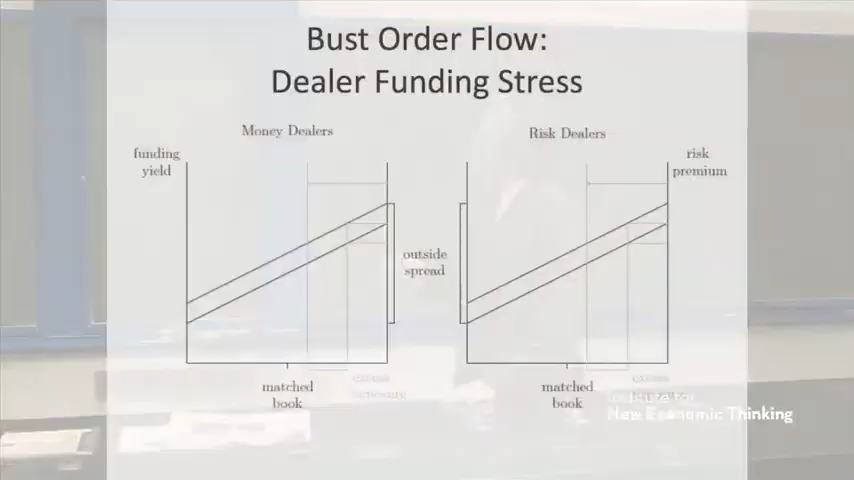 Bust Order Flow:
Dealer Funding Stress
Money Dealers
Risk Dealers
funding
yield
risk
premium
outside
spread
matched
book
matched
book
Institute for
New Economic Thinking